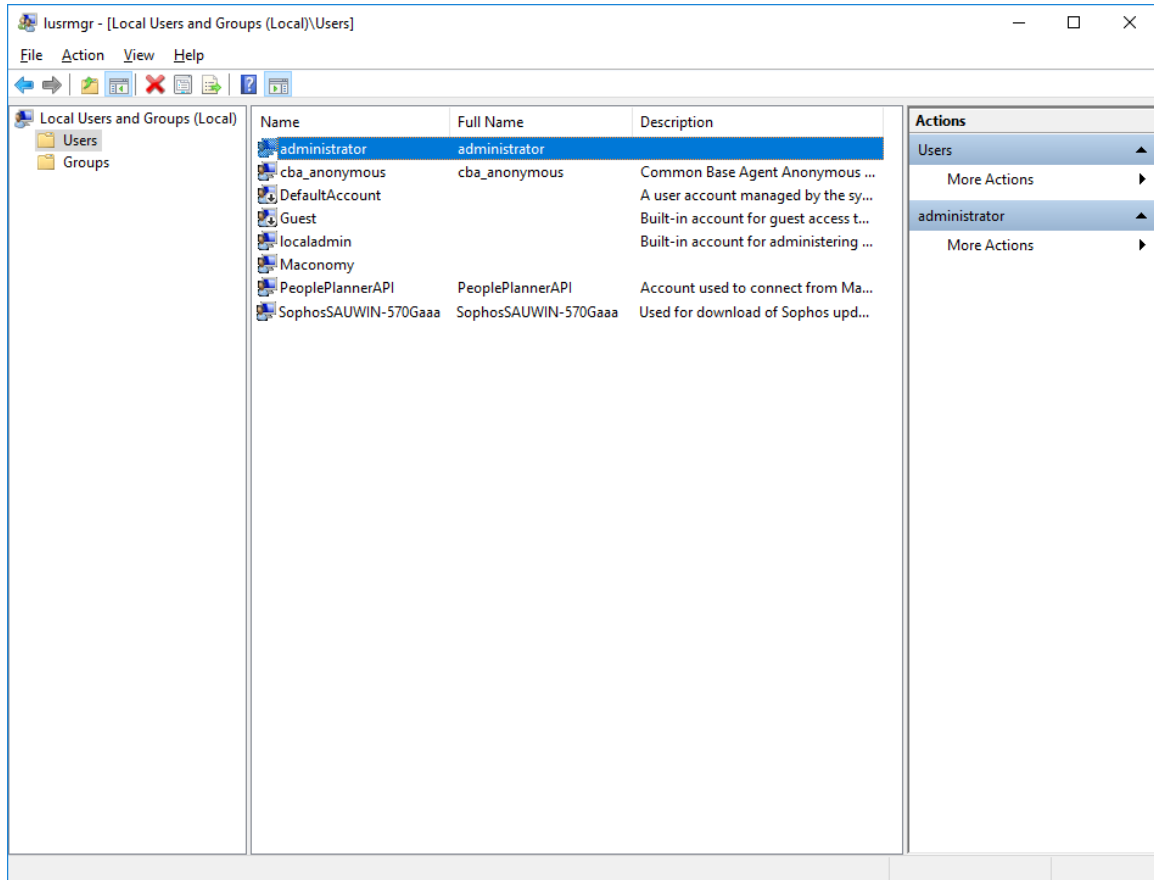 lusrmgr - [Local Users and Groups (Local)\Users]
File Action View Help
Local Users and Groups (Local)
Users
Groups
Name Full Name Description
administrator administrator
cba_anonymous cba_anonymous Common Base Agent Anonymous ...
DefaultAccount A user account managed by the sy...
Guest Built-in account for guest access t...
localadmin Built-in account for administering ...
Maconomy
PeoplePlannerAPI PeoplePlannerAPI Account used to connect from Ma...
SophosSAUWIN-570Gaaa SophosSAUWIN-570Gaaa Used for download of Sophos upd...
Actions
Users
More Actions
administrator
More Actions